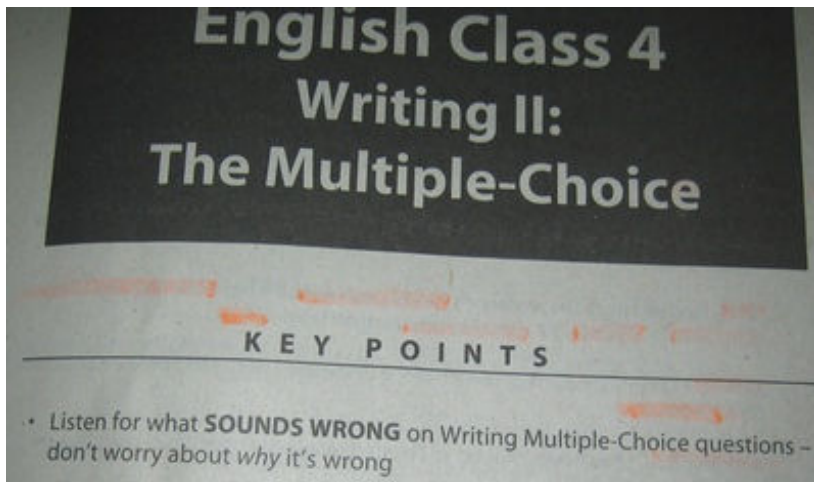 English Class 4
Writing II:
The Multiple-Choice
KEY POINTS
• Listen for what SOUNDS WRONG on Writing Multiple-Choice questions –
don't worry about why it's wrong